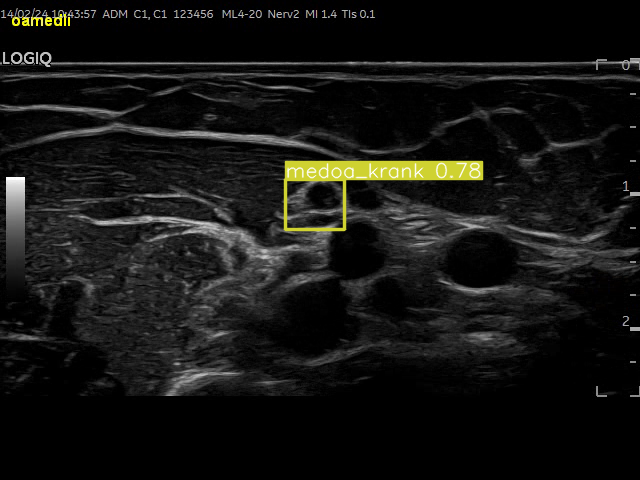 14/02/24 10:43:57 ADM C1, C1 123456 ML4-20 Nerv2 MI 1.4 TIs 0.1
oamedii
LOGIQ
0
medoa_krank 0.78
1
2